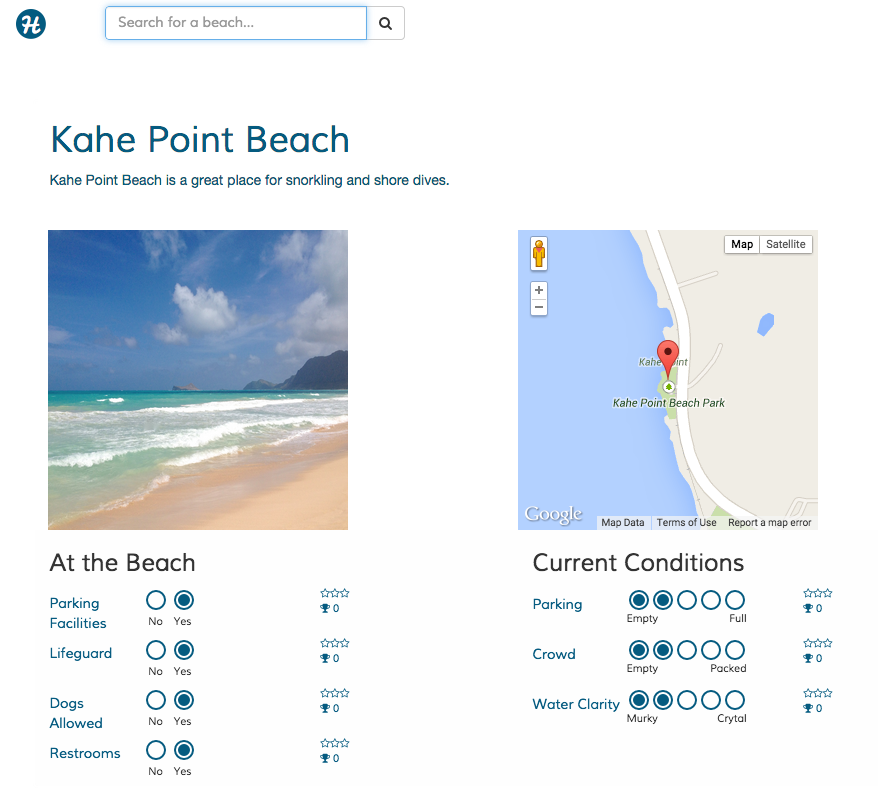 H
Search for a beach...
Kahe Point Beach
Kahe Point Beach is a great place for snorkling and shore dives.
Map Satellite
+
−
Kahe Point
Kahe Point Beach Park
Google
Map Data Terms of Use Report a map error
At the Beach
Parking
Facilities
No Yes
0
Lifeguard
No Yes
0
Dogs
Allowed
No Yes
0
Restrooms
No Yes
0
Current Conditions
Parking
Empty Full
0
Crowd
Empty Packed
0
Water Clarity
Murky Crytal
0